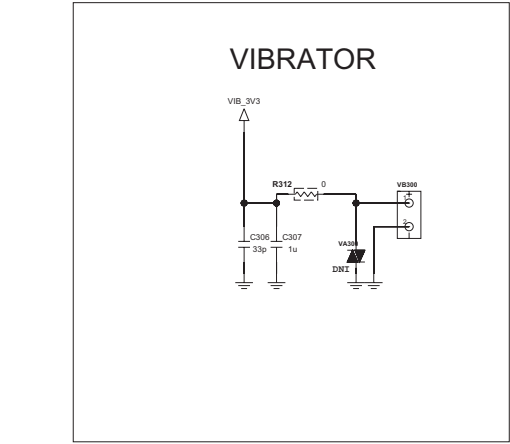 VIBRATOR
VIB_3V3
R312 0
VB300
1
2
C306 C307
33p 1u
VA300
DNI